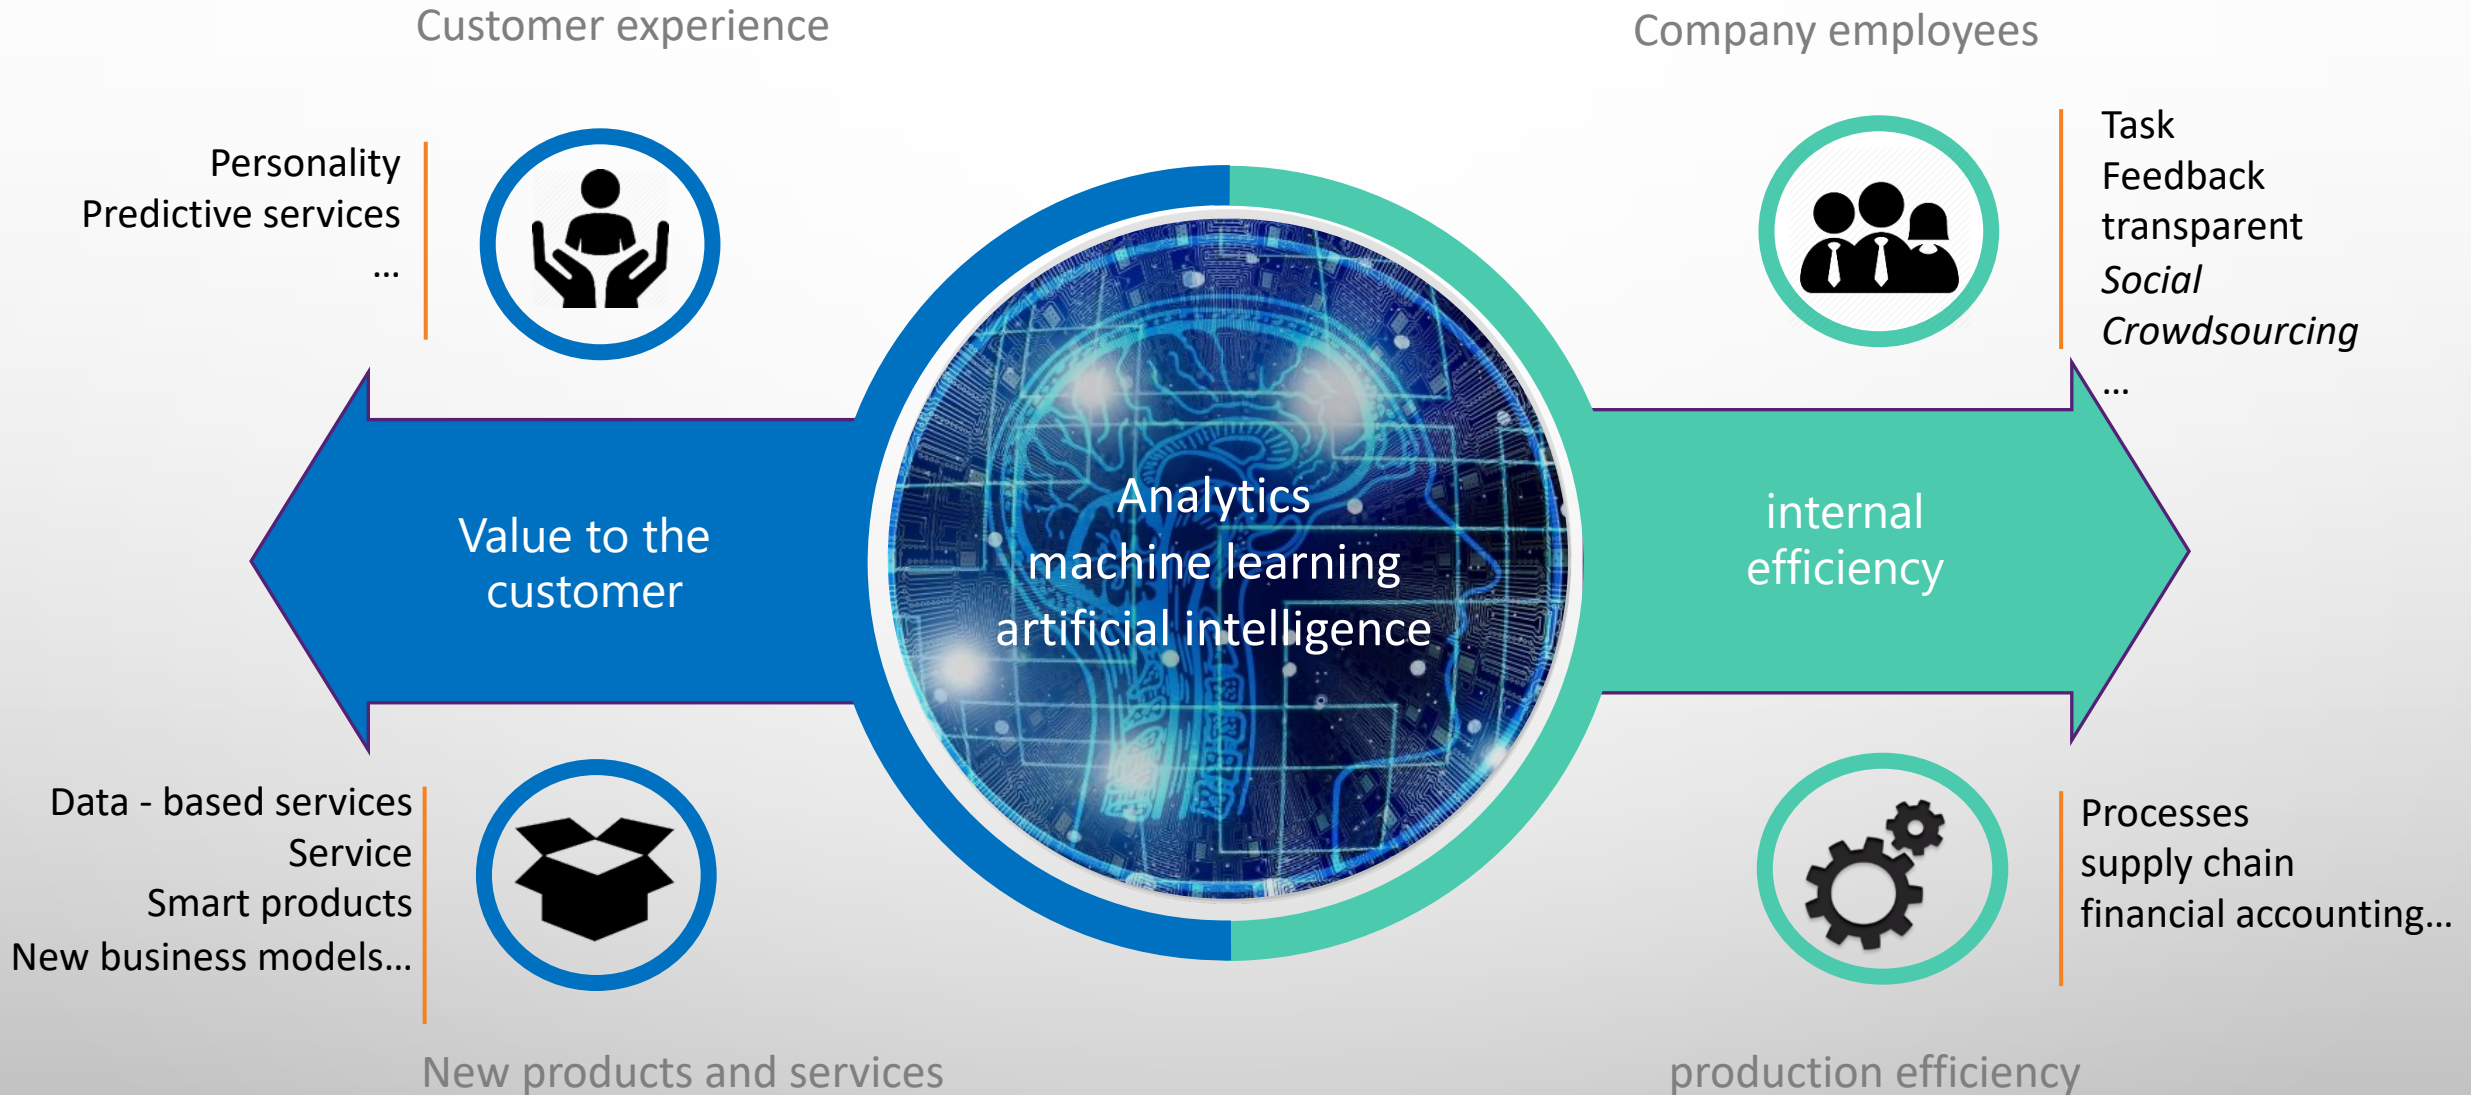 Customer experience
Company employees
Personality
Predictive services
...
Task
Feedback
transparent
Social
Crowdsourcing
...
Value to the
customer
Analytics
machine learning
artificial intelligence
internal
efficiency
Data - based services
Service
Smart products
New business models...
Processes
supply chain
financial accounting...
New products and services
production efficiency